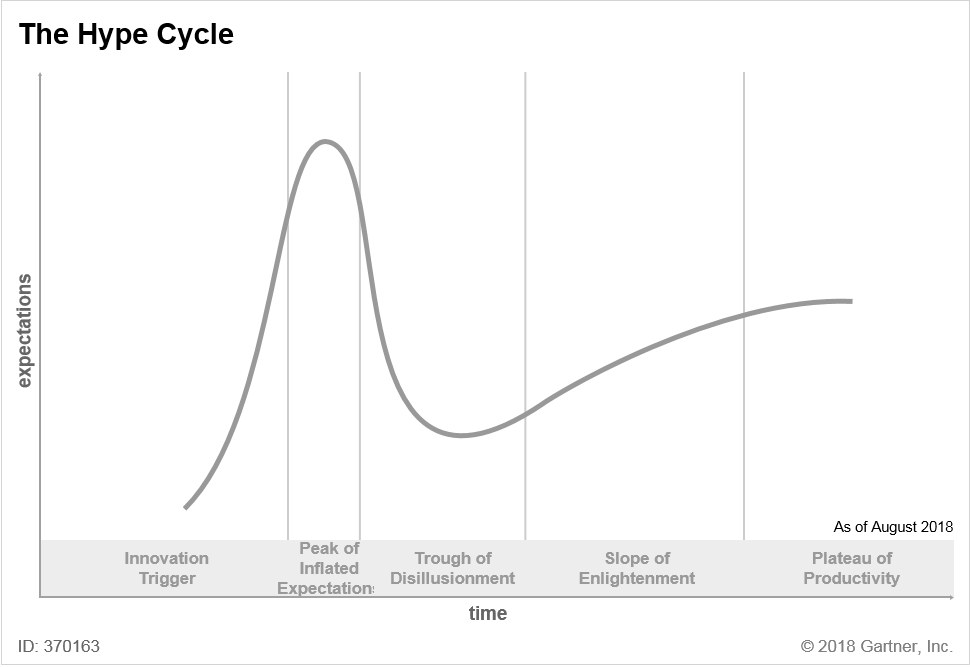 The Hype Cycle
expectations
As of August 2018
Innovation
Trigger
Peak of
Inflated
Expectations
Trough of
Disillusionment
Slope of
Enlightenment
Plateau of
Productivity
time
ID: 370163
© 2018 Gartner, Inc.